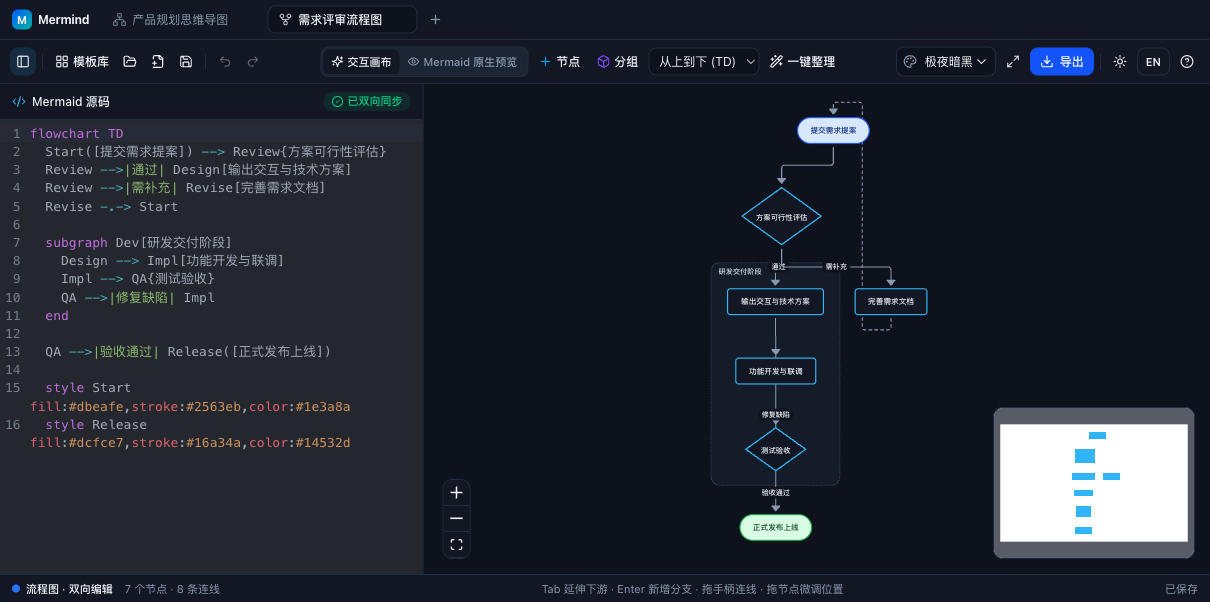 M Mermind 产品规划思维导图 需求评审流程图 +
模板库 交互画布 Mermaid 原生预览 + 节点 分组 从上到下 (TD) 一键整理 极夜暗黑 导出 EN
</> Mermaid 源码 已双向同步
1 flowchart TD
2 Start([提交需求提案]) --> Review{方案可行性评估}
3 Review -->|通过| Design[输出交互与技术方案]
4 Review -->|需补充| Revise[完善需求文档]
5 Revise -.-> Start
6
7 subgraph Dev[研发交付阶段]
8 Design --> Impl[功能开发与联调]
9 Impl --> QA{测试验收}
10 QA -->|修复缺陷| Impl
11 end
12
13 QA -->|验收通过| Release([正式发布上线])
14
15 style Start
fill:#dbeafe,stroke:#2563eb,color:#1e3a8a
16 style Release
fill:#dcfce7,stroke:#16a34a,color:#14532d
提交需求提案
方案可行性评估
通过 需补充
研发交付阶段
输出交互与技术方案 完善需求文档
功能开发与联调
修复缺陷
测试验收
验收通过
正式发布上线
流程图 · 双向编辑 7 个节点 · 8 条连线 Tab 延伸下游 · Enter 新增分支 · 拖手柄连线 · 拖节点微调位置 已保存